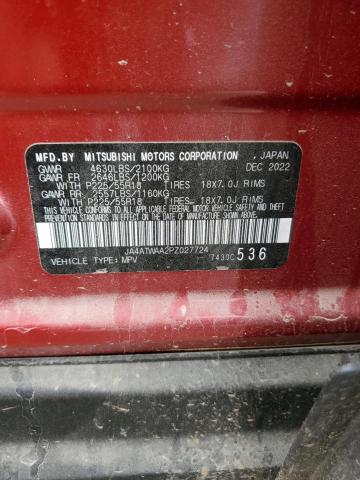 MFD.BY MITSUBISHI MOTORS CORPORATION , JAPAN
GVWR 4630LBS/2100KG DEC 2022
GAWR FR 2646LBS/1200KG
WITH P225/55R18 TIRES 18X7.0J RIMS
GAWR RR 2557LBS/1160KG
WITH P225/55R18 TIRES 18X7.0J RIMS
THIS VEHICLE CONFORMS TO ALL APPLICABLE
FEDERAL MOTOR VEHICLE SAFETY AND THEFT
PREVENTION STANDARDS IN EFFECT ON THE DATE
OF MANUFACTURE SHOWN ABOVE.
JA4ATWAA2PZ027724
7430C536
VEHICLE TYPE: MPV